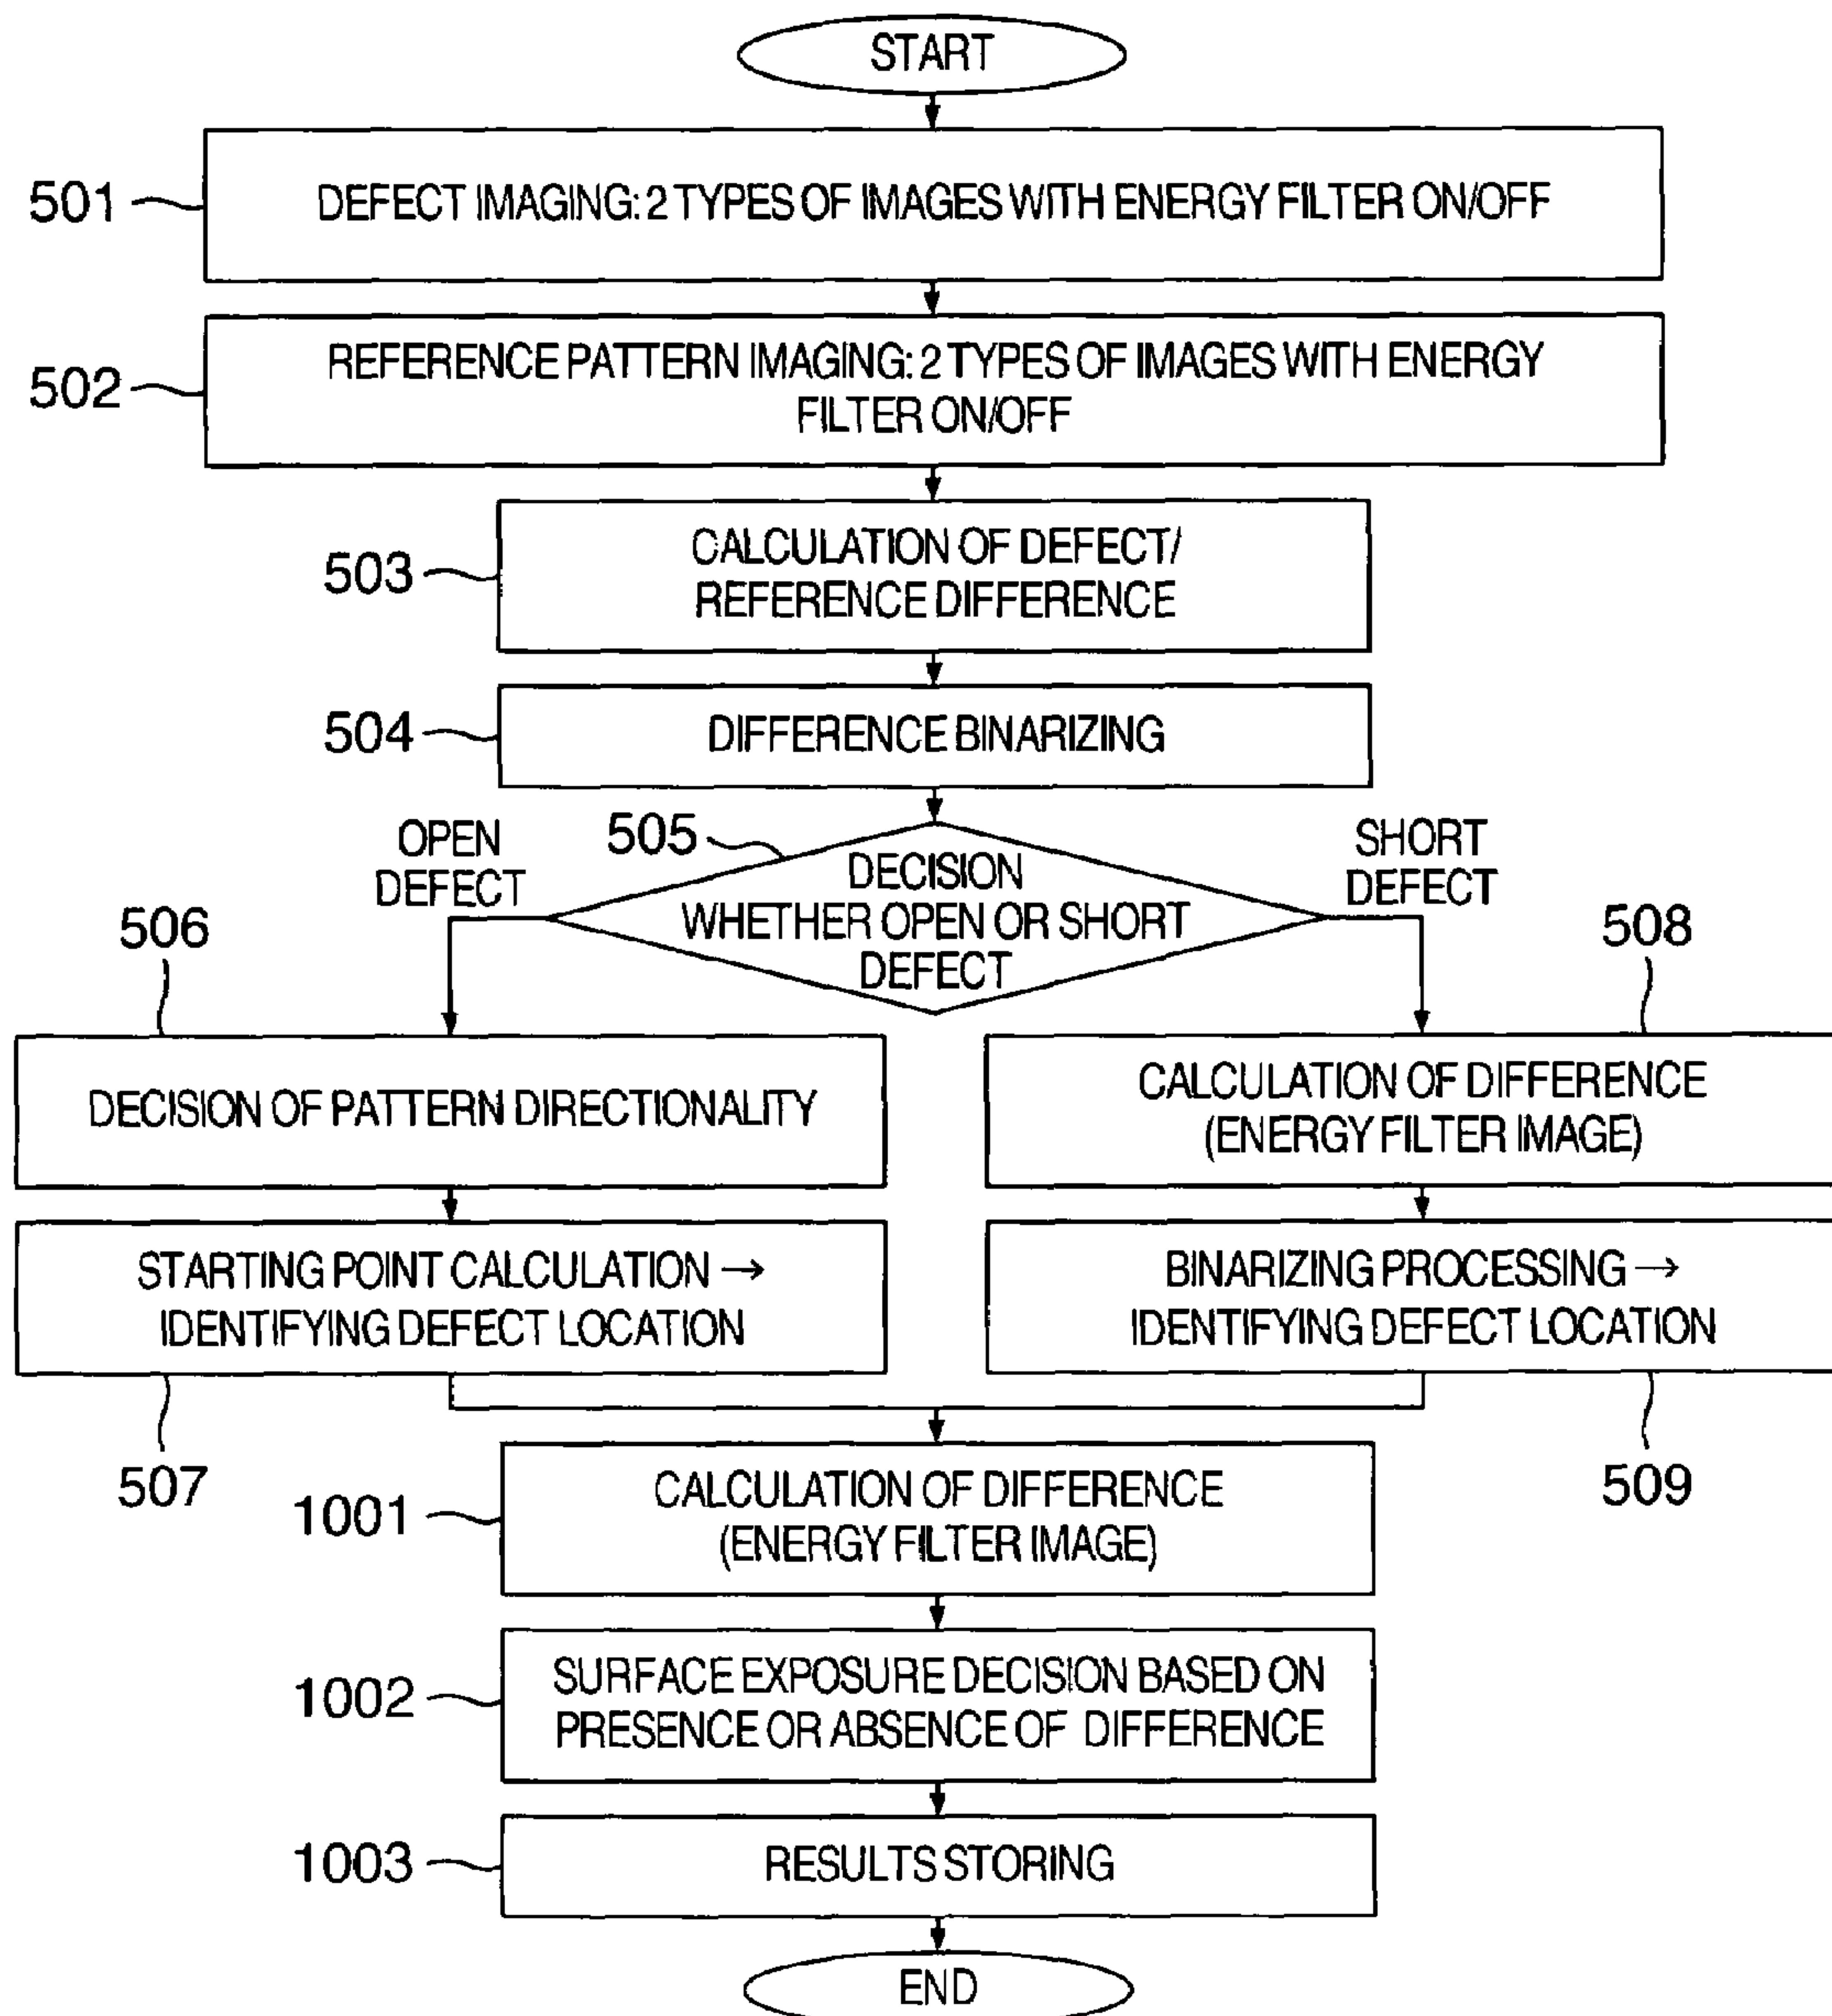 START
501
DEFECT IMAGING: 2 TYPES OF IMAGES WITH ENERGY FILTER ON/OFF
502
REFERENCE PATTERN IMAGING: 2 TYPES OF IMAGES WITH ENERGY
FILTER ON/OFF
503
CALCULATION OF DEFECT/
REFERENCE DIFFERENCE
504
DIFFERENCE BINARIZING
OPEN
DEFECT
505
DECISION
WHETHER OPEN OR SHORT
DEFECT
SHORT
DEFECT
506
DECISION OF PATTERN DIRECTIONALITY
508
CALCULATION OF DIFFERENCE
(ENERGY FILTER IMAGE)
STARTING POINT CALCULATION →
IDENTIFYING DEFECT LOCATION
507
BINARIZING PROCESSING →
IDENTIFYING DEFECT LOCATION
509
1001
CALCULATION OF DIFFERENCE
(ENERGY FILTER IMAGE)
1002
SURFACE EXPOSURE DECISION BASED ON
PRESENCE OR ABSENCE OF DIFFERENCE
1003
RESULTS STORING
END